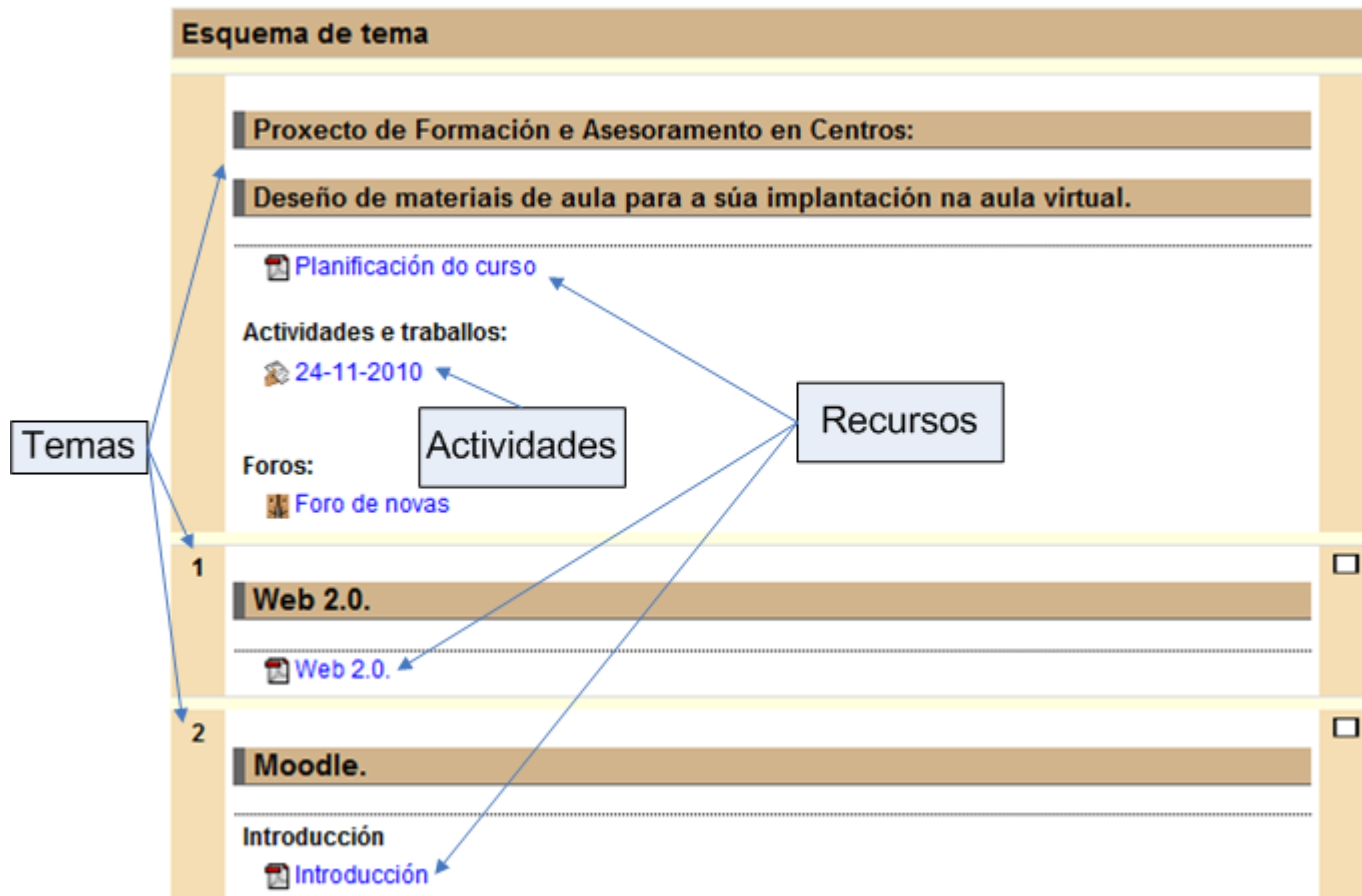 Esquema de tema
Proxecto de Formación e Asesoramento en Centros:
Deseño de materiais de aula para a súa implantación na aula virtual.
Planificación do curso
Actividades e traballos:
24-11-2010
Temas
Actividades
Recursos
Foros:
Foro de novas
1
Web 2.0.
Web 2.0.
2
Moodle.
Introducción
Introducción